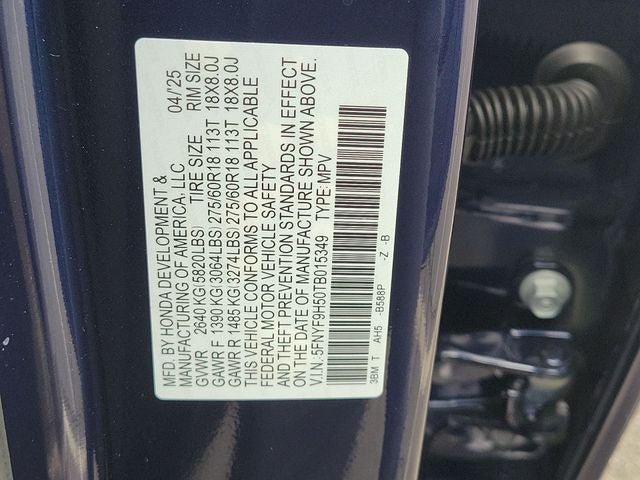 MFD. BY HONDA DEVELOPMENT &
MANUFACTURING OF AMERICA, LLC 04/'25
GVWR 2640 KG(5820LBS) TIRE SIZE RIM SIZE
GAWR F 1390 KG(3064LBS) 275/60R18 113T 18X8.0J
GAWR R 1485 KG(3274LBS) 275/60R18 113T 18X8.0J
THIS VEHICLE CONFORMS TO ALL APPLICABLE
FEDERAL MOTOR VEHICLE SAFETY
AND THEFT PREVENTION STANDARDS IN EFFECT
ON THE DATE OF MANUFACTURE SHOWN ABOVE.
V.I.N.:5FNYF9H50TB015349 TYPE:MPV
3BM T AH5 -B588P -Z -B